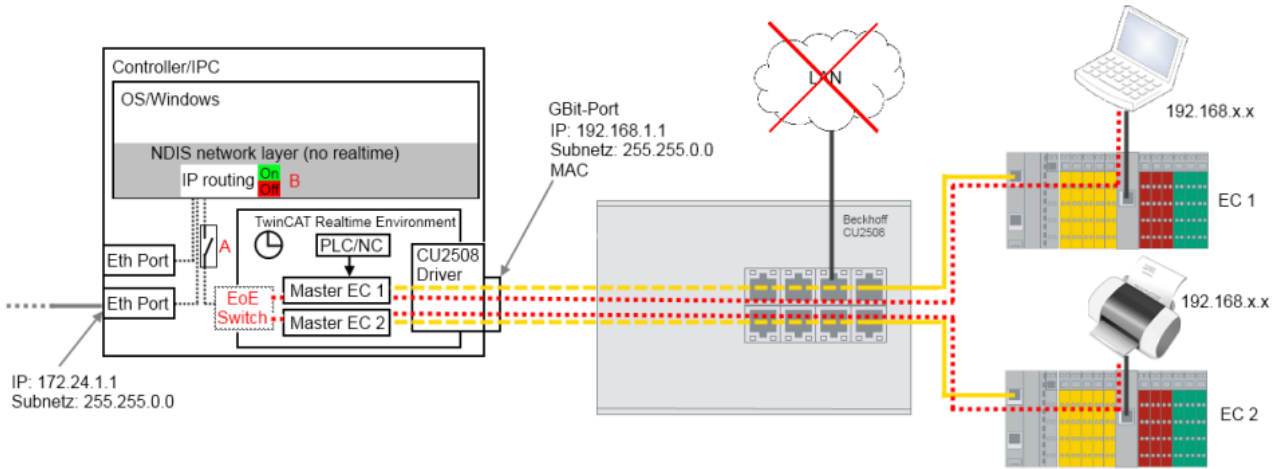 Controller/IPC
OS/Windows
NDIS network layer (no realtime)
IP routing
On
Off
B
A
TwinCAT Realtime Environment
PLC/NC
Eth Port
Eth Port
EoE
Switch
Master EC 1
Master EC 2
CU2508
Driver
IP: 172.24.1.1
Subnetz: 255.255.0.0
GBit-Port
IP: 192.168.1.1
Subnetz: 255.255.0.0
MAC
LAN
Beckhoff
CU2508
192.168.x.x
EC 1
192.168.x.x
EC 2